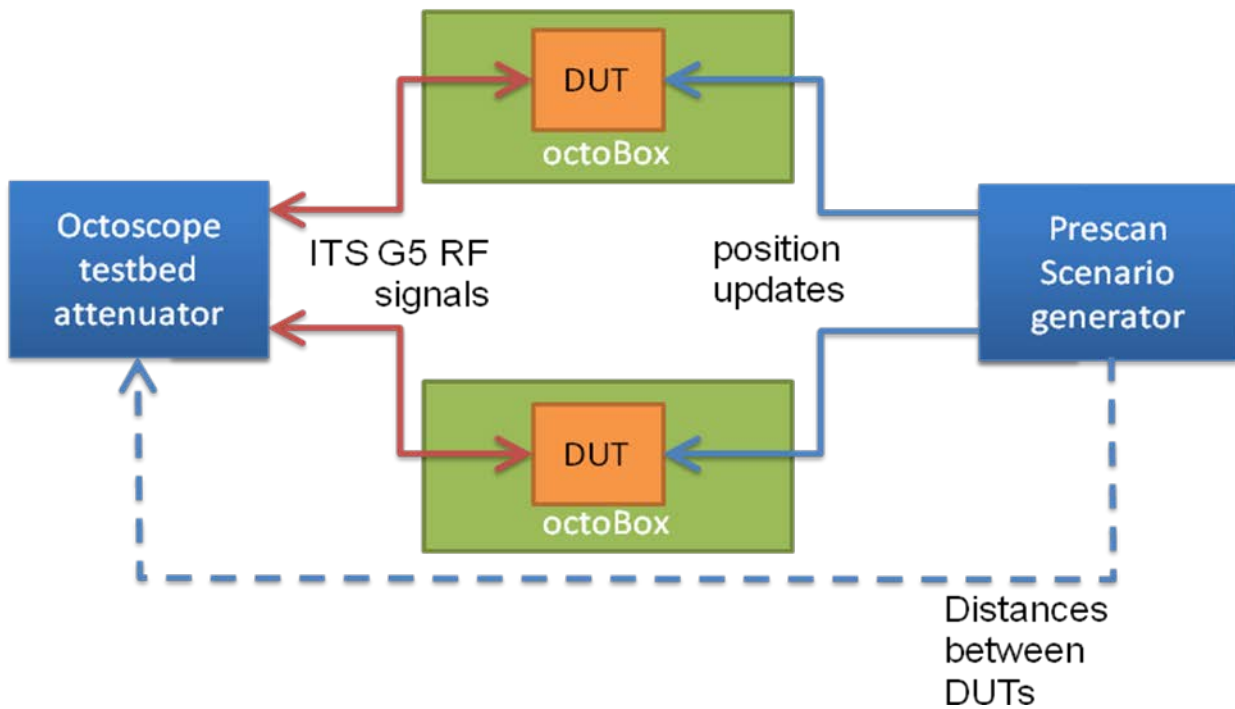 DUT
octoBox
Octoscope
testbed
attenuator
ITS G5 RF
signals
position
updates
Prescan
Scenario
generator
DUT
octoBox
Distances
between
DUTs